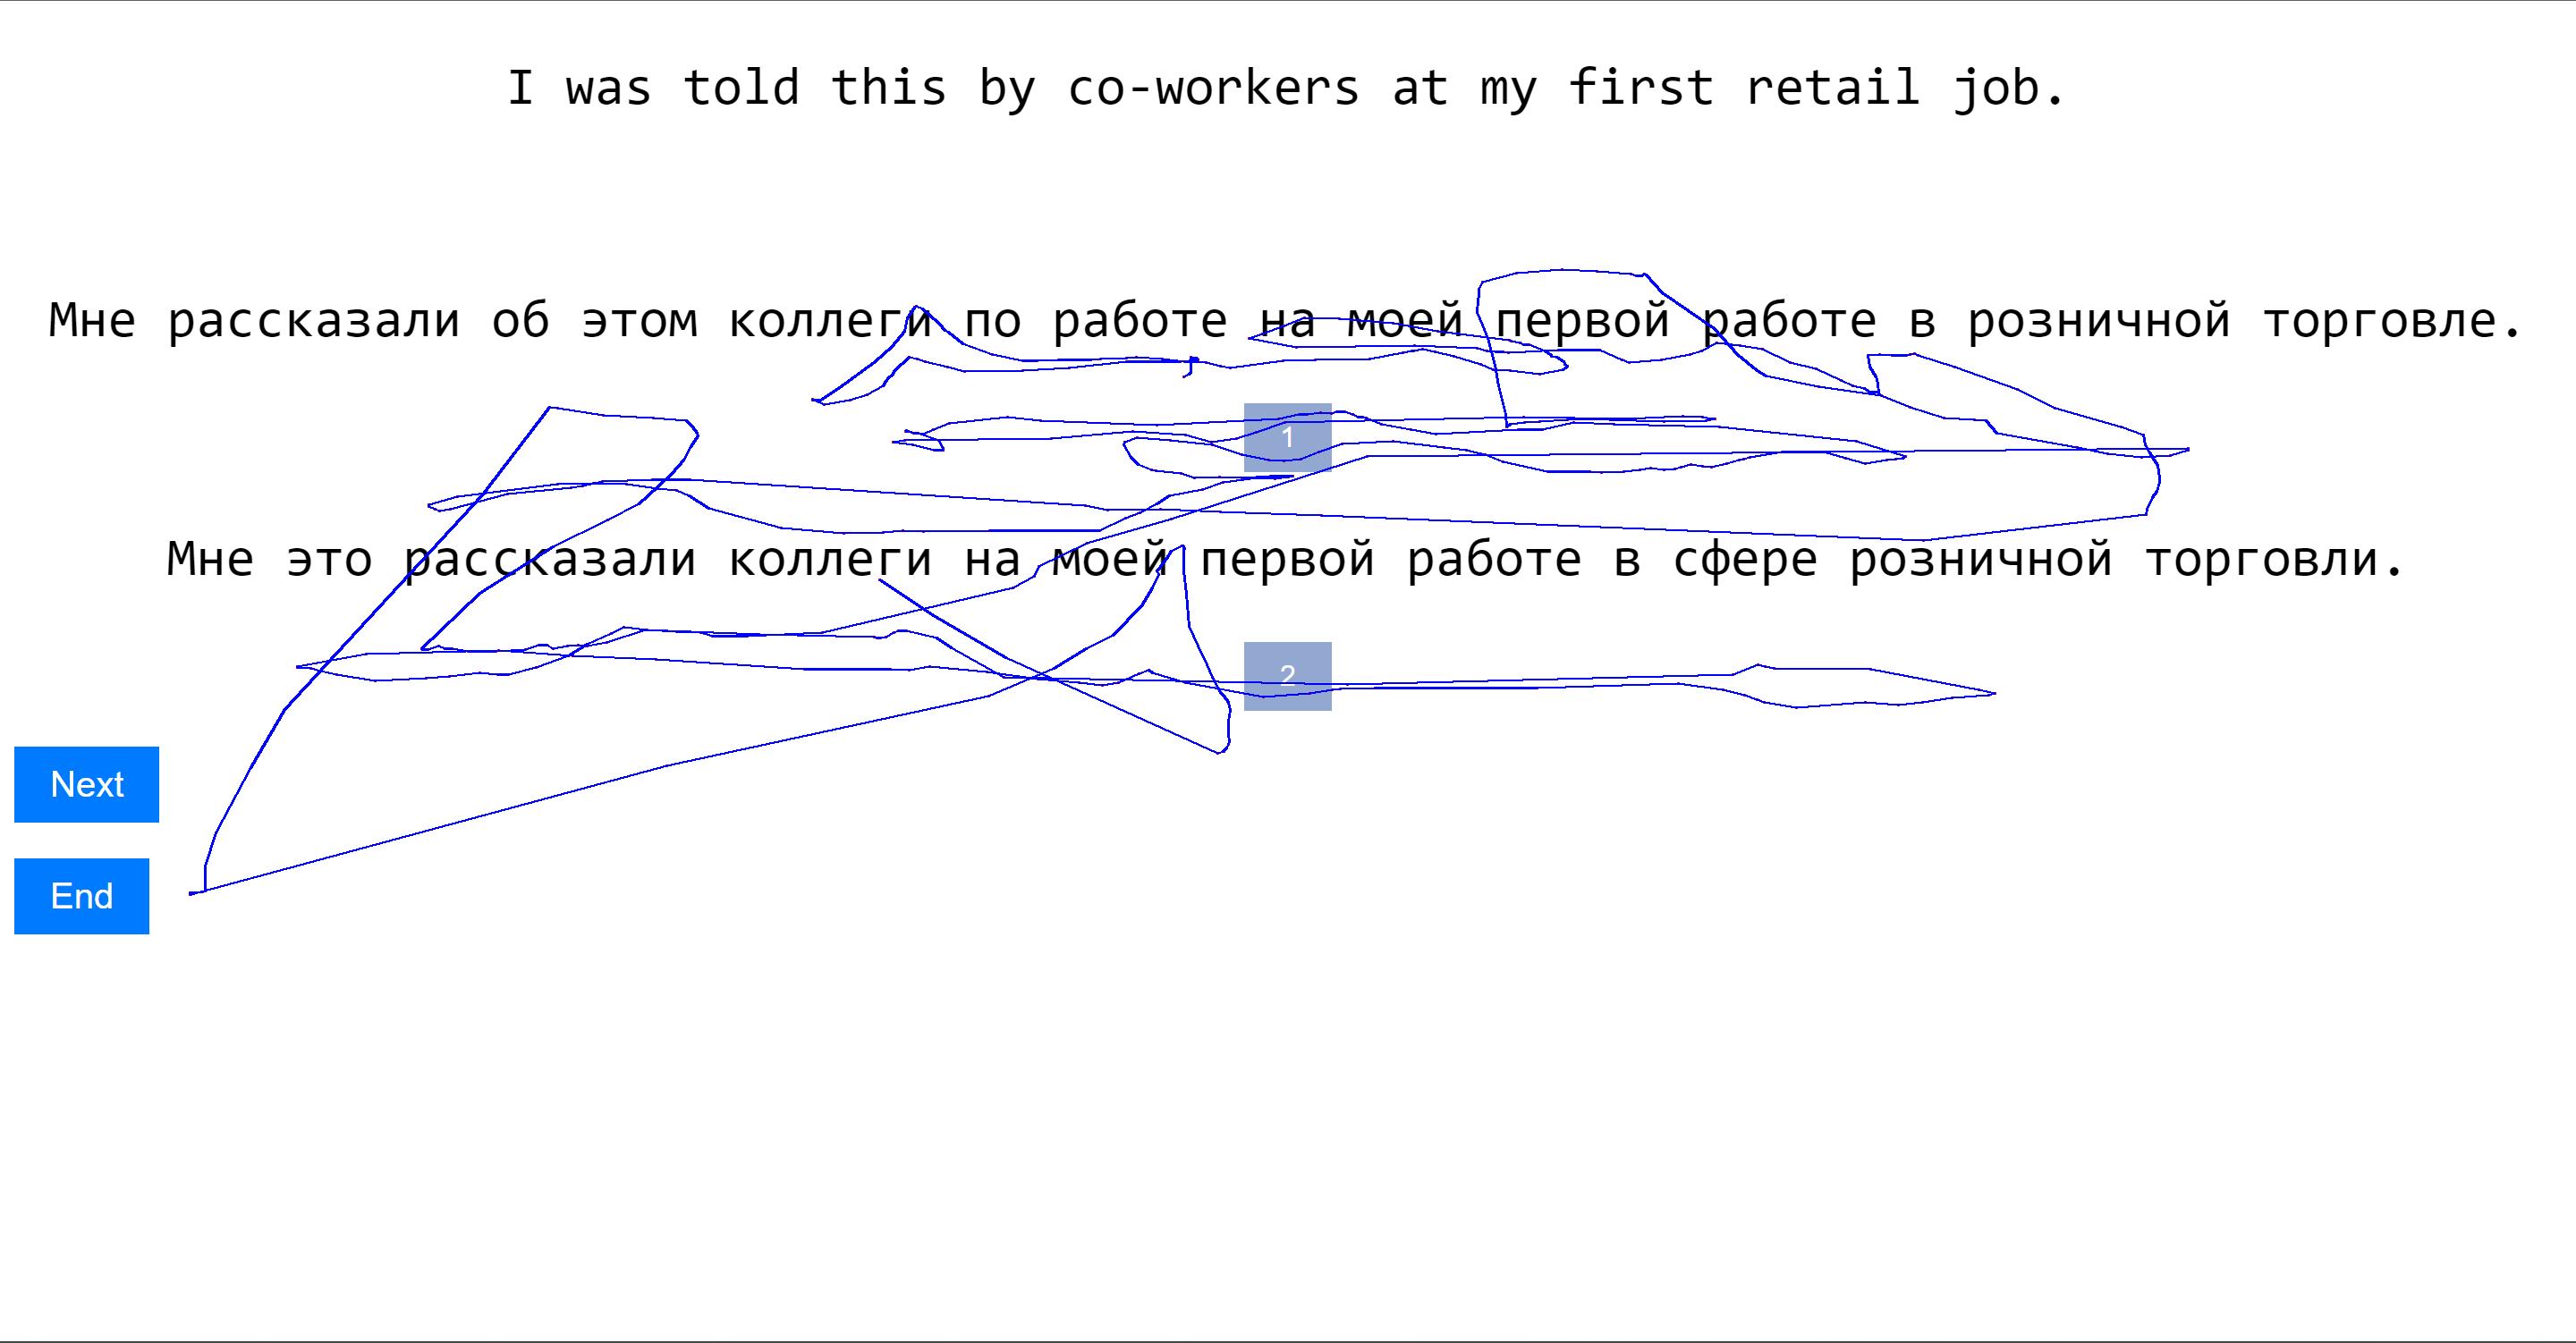 I was told this by co-workers at my first retail job.
Мне рассказали об этом коллеги по работе на моей первой работе в розничной торговле.
1
Мне это рассказали коллеги на моей первой работе в сфере розничной торговли.
2
Next
End